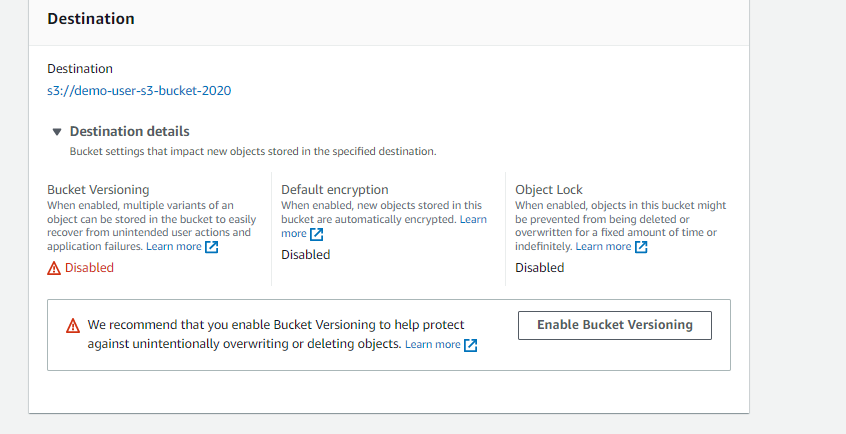 Destination
Destination
s3://demo-user-s3-bucket-2020
Destination details
Bucket settings that impact new objects stored in the specified destination.
Bucket Versioning
When enabled, multiple variants of an
object can be stored in the bucket to easily
recover from unintended user actions and
application failures. Learn more
Disabled
Default encryption
When enabled, new objects stored in this
bucket are automatically encrypted. Learn
more
Disabled
Object Lock
When enabled, objects in this bucket might
be prevented from being deleted or
overwritten for a fixed amount of time or
indefinitely. Learn more
Disabled
We recommend that you enable Bucket Versioning to help protect
against unintentionally overwriting or deleting objects. Learn more
Enable Bucket Versioning